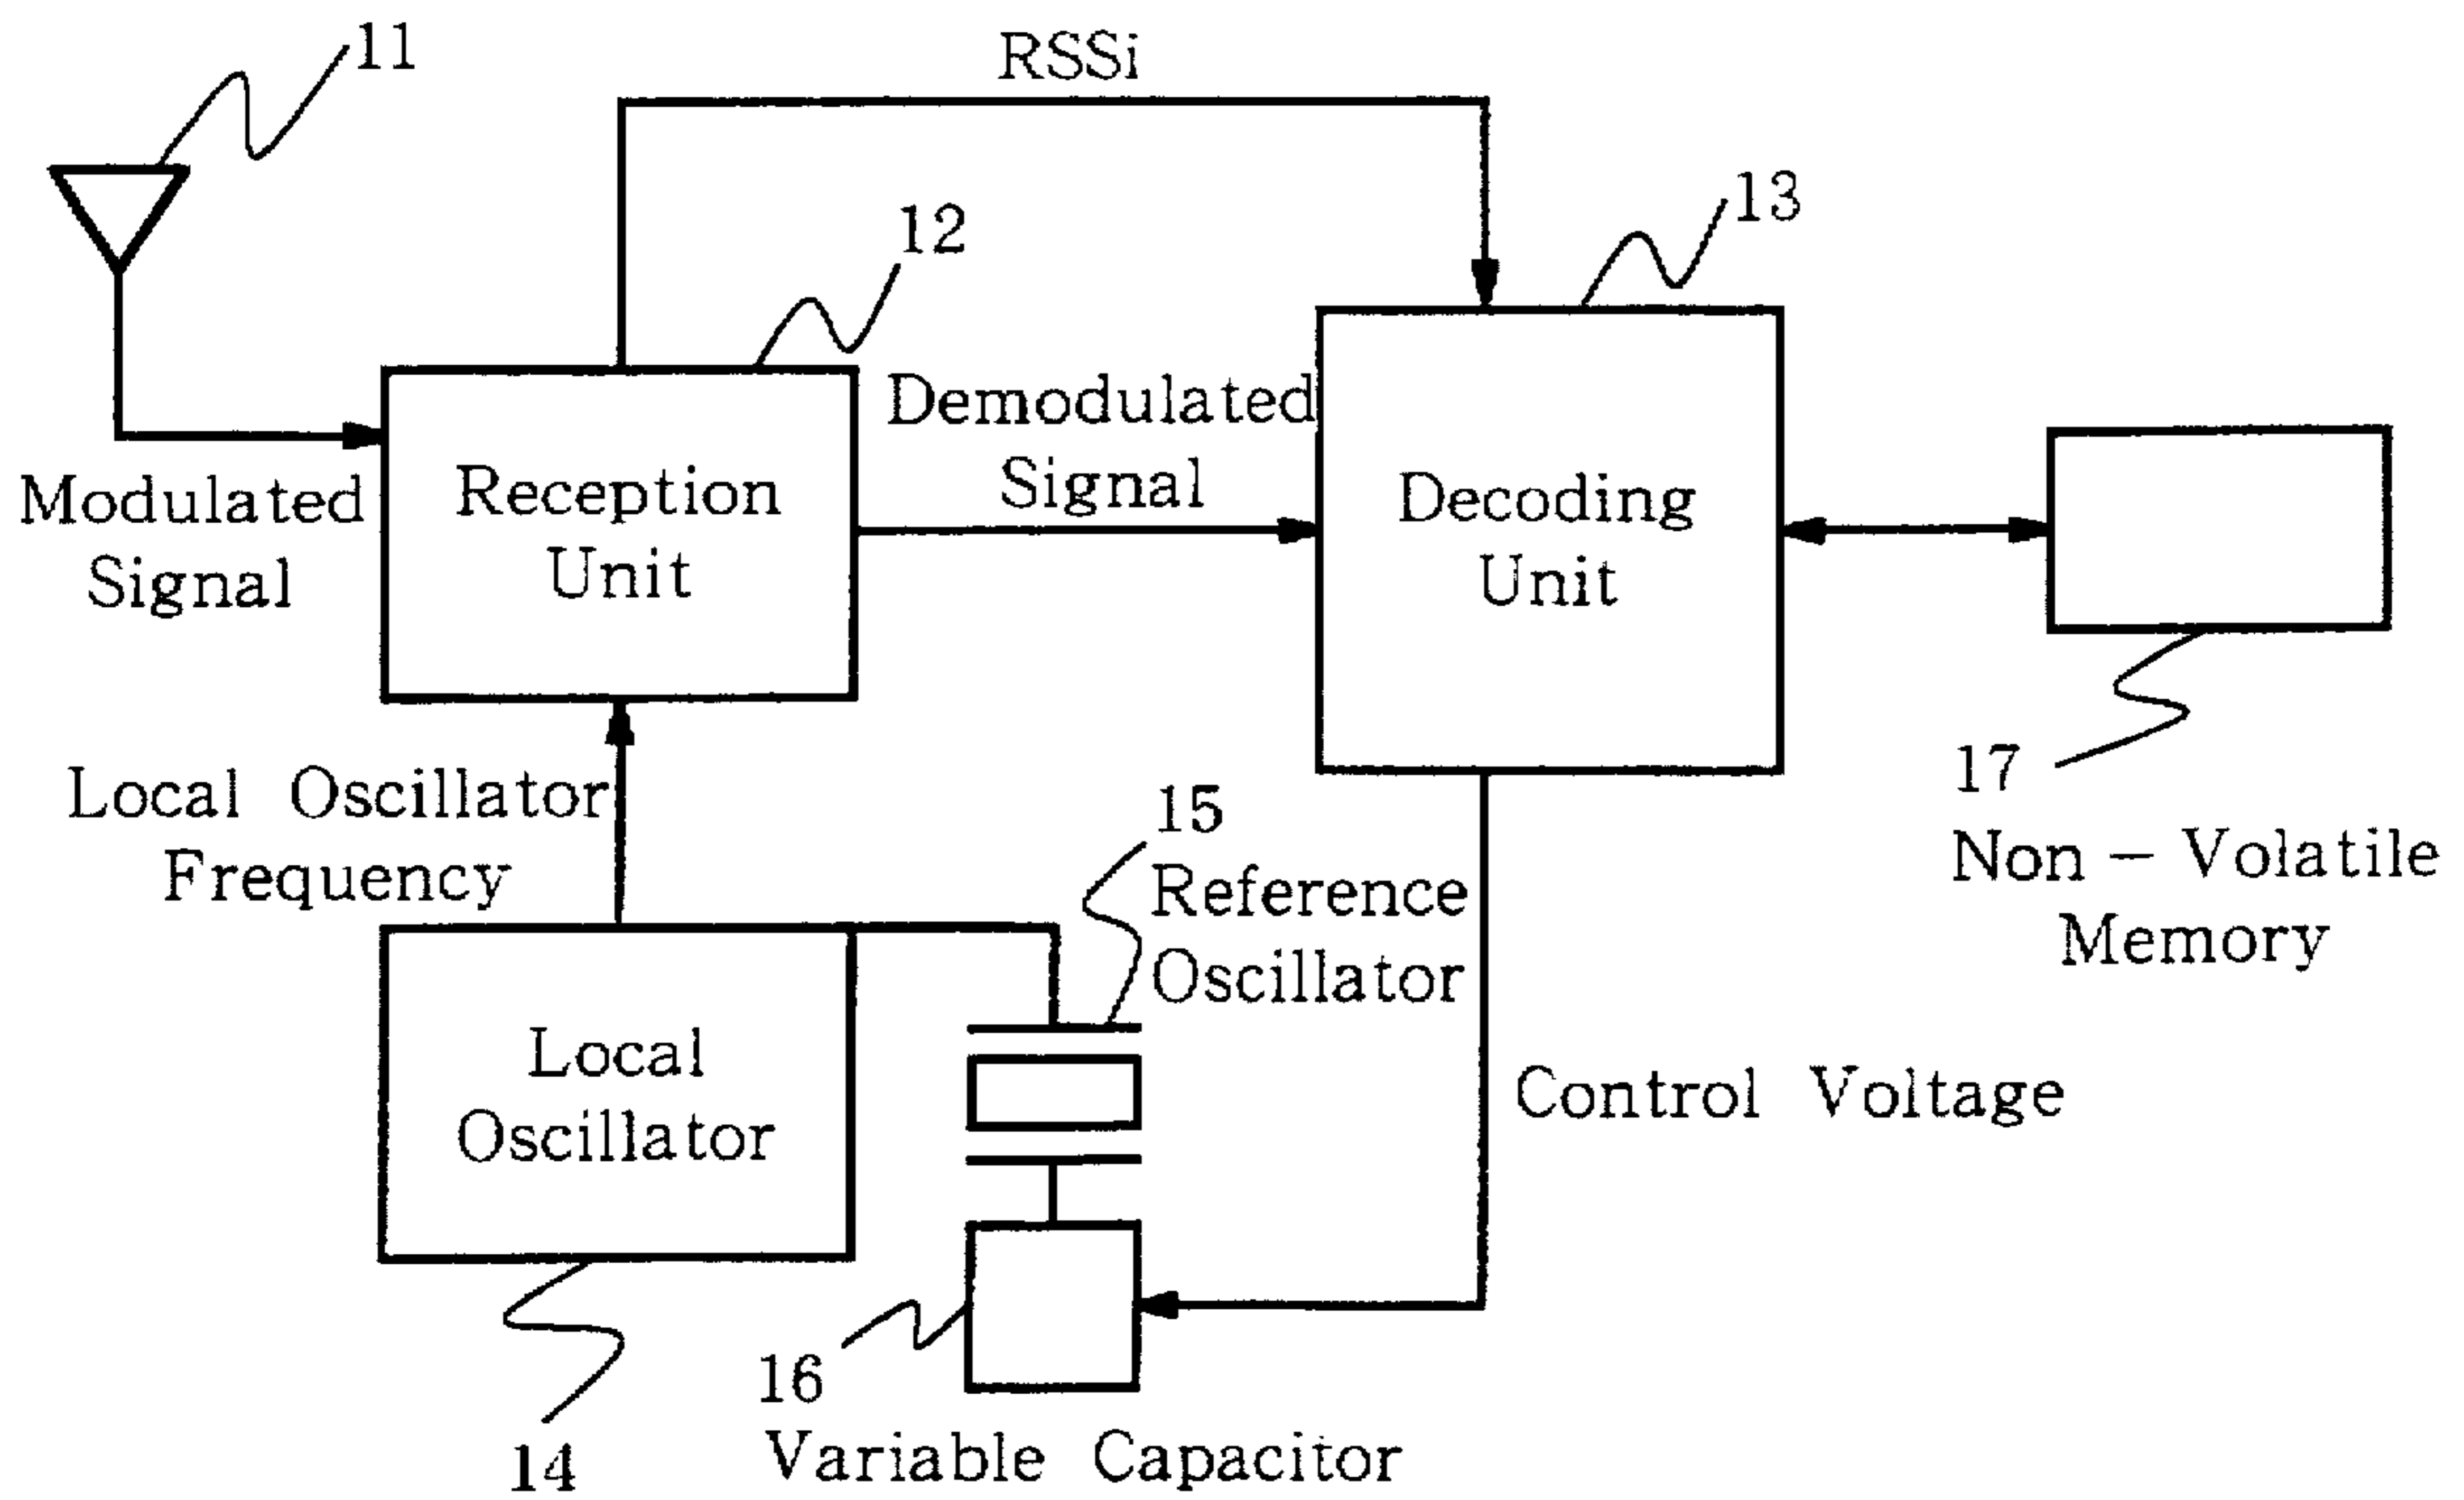 11
RSSi
12
13
Demodulated
Signal
Modulated
Signal
Reception
Unit
Decoding
Unit
17
Non - Volatile
Memory
Local Oscillator
Frequency
15
Reference
Oscillator
Local
Oscillator
Control Voltage
16
Variable Capacitor
14